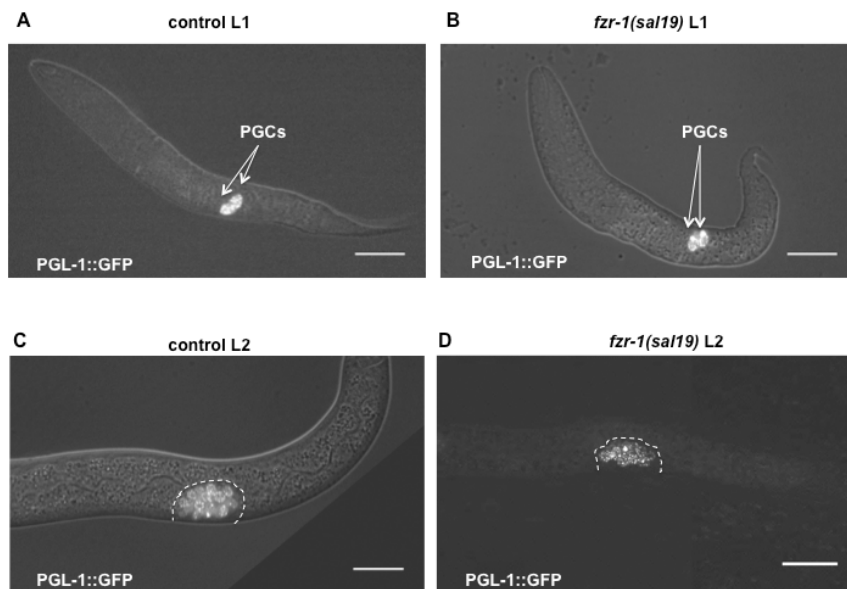 A
control L1
PGCs
PGL-1::GFP
B
fzr-1(sal19) L1
PGCs
PGL-1::GFP
C
control L2
PGL-1::GFP
D
fzr-1(sal19) L2
PGL-1::GFP